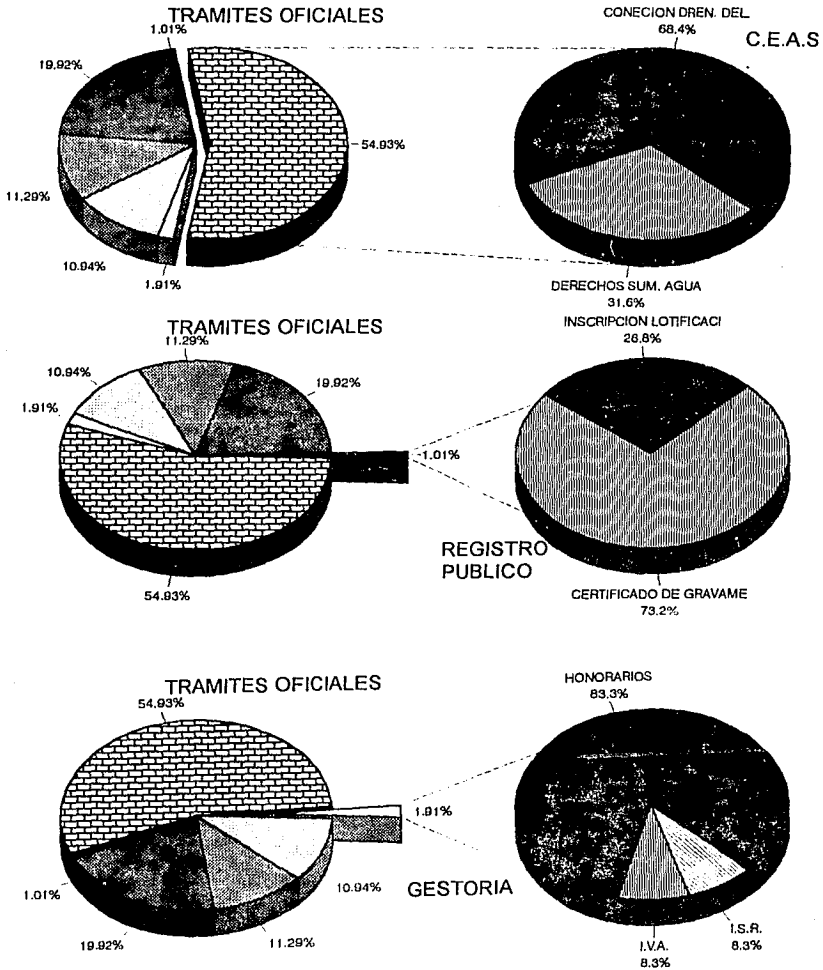 TRAMITES OFICIALES
1.01%
19.92%
54.93%
11.29%
10.94%
1.91%
CONECION DREN. DEL
68.4%
C.E.A.S
DERECHOS SUM. AGUA
31.6%
TRAMITES OFICIALES
11.29%
10.94%
19.92%
1.91%
1.01%
54.93%
INSCRIPCION LOTIFICACI
26.8%
REGISTRO
PUBLICO
CERTIFICADO DE GRAVAME
73.2%
TRAMITES OFICIALES
54.93%
1.91%
10.94%
1.01%
19.92%
11.29%
HONORARIOS
83.3%
GESTORIA
I.S.R.
8.3%
I.V.A.
8.3%